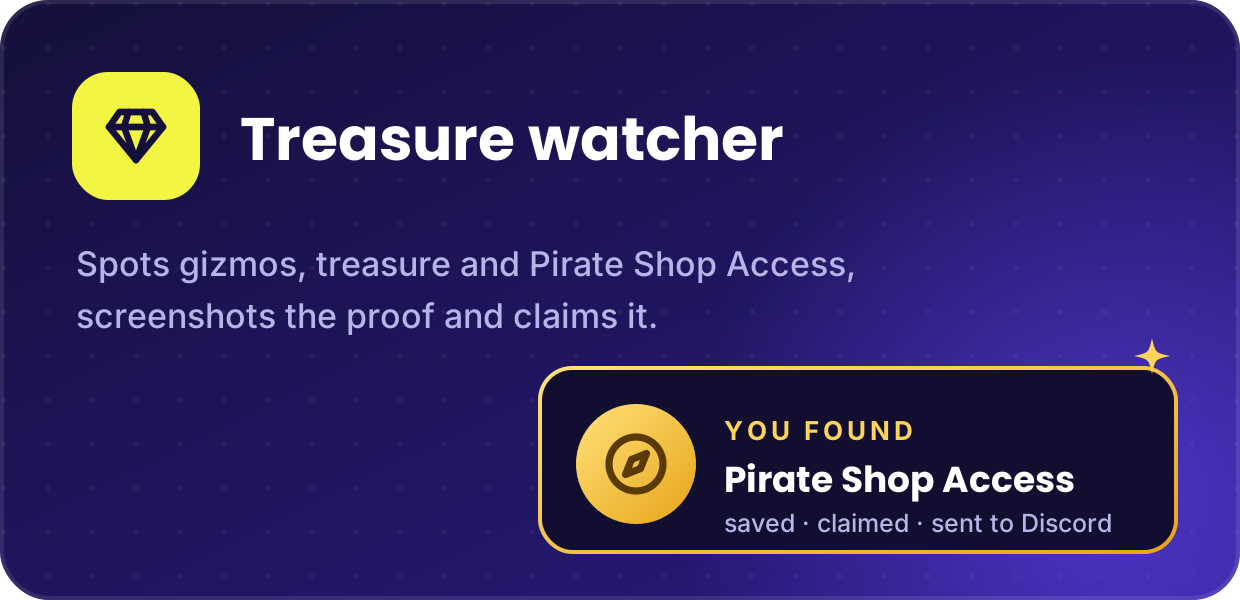 Treasure watcher
Spots gizmos, treasure and Pirate Shop Access,
screenshots the proof and claims it.
YOU FOUND
Pirate Shop Access
saved · claimed · sent to Discord